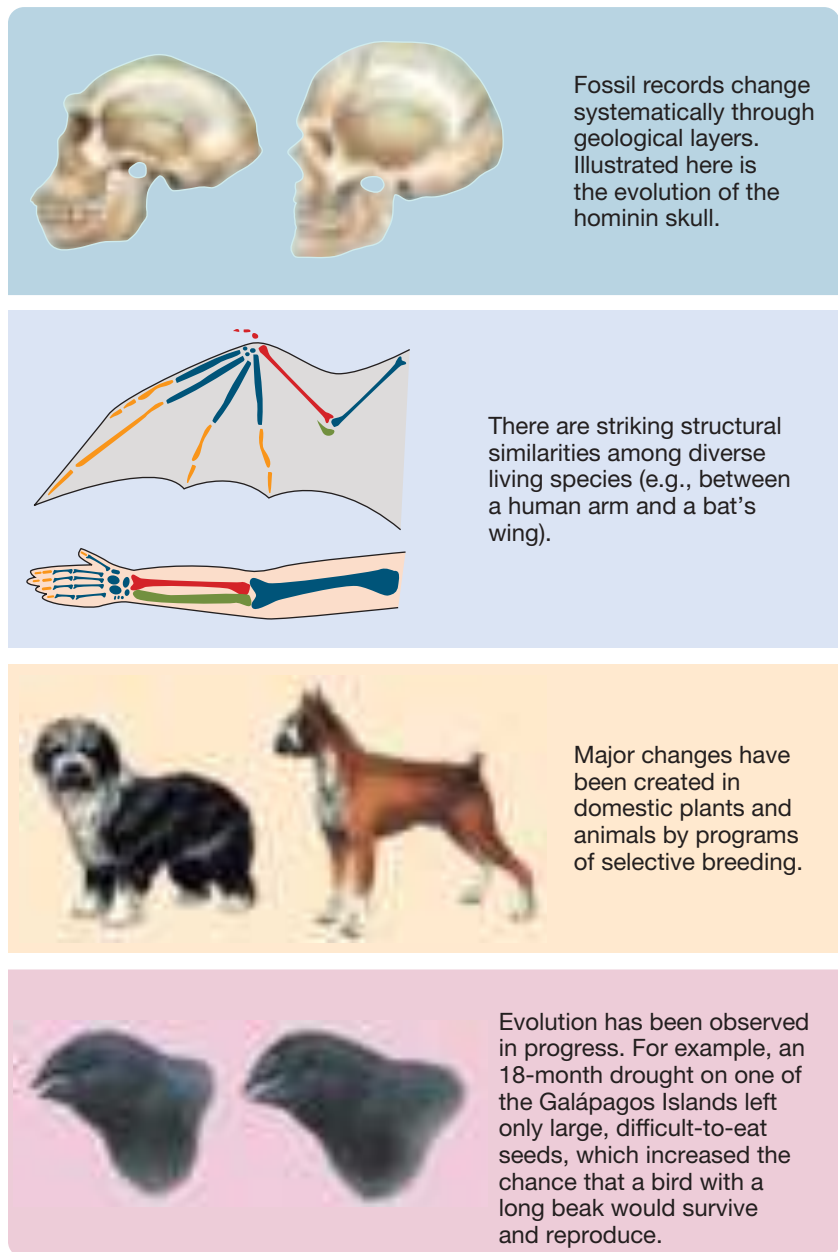 Fossil records change
systematically through
geological layers.
Illustrated here is
the evolution of the
hominin skull.
There are striking structural
similarities among diverse
living species (e.g., between
a human arm and a bat’s
wing).
Major changes have
been created in
domestic plants and
animals by programs
of selective breeding.
Evolution has been observed
in progress. For example, an
18-month drought on one of
the Galápagos Islands left
only large, difficult-to-eat
seeds, which increased the
chance that a bird with a
long beak would survive
and reproduce.